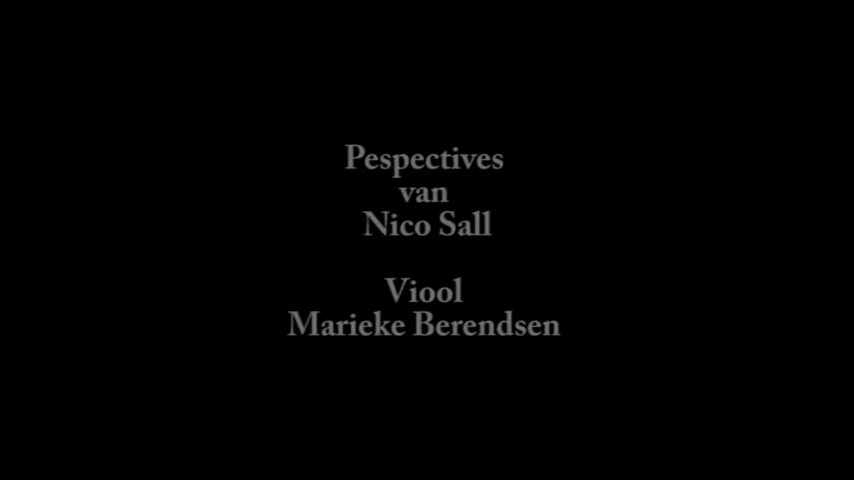 Pespectives
van
Nico Sall
Viool
Marieke Berendsen